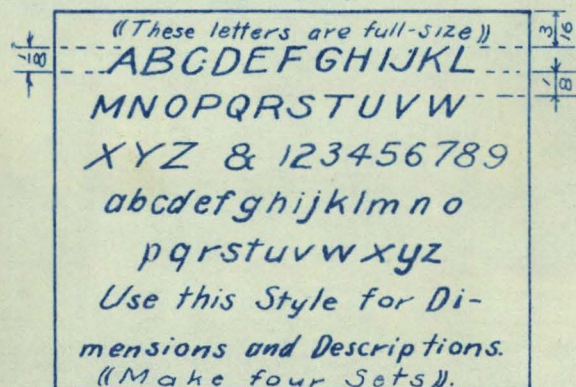 ((These letters are full-size))
ABCDEFGHIJKL
MNOPQRSTUVW
XYZ & 123456789
abcdefghijklmno
pqrstuvwxyz
Use this Style for Di-
mensions and Descriptions.
((Make four Sets)).
1/8
3/16
1/8